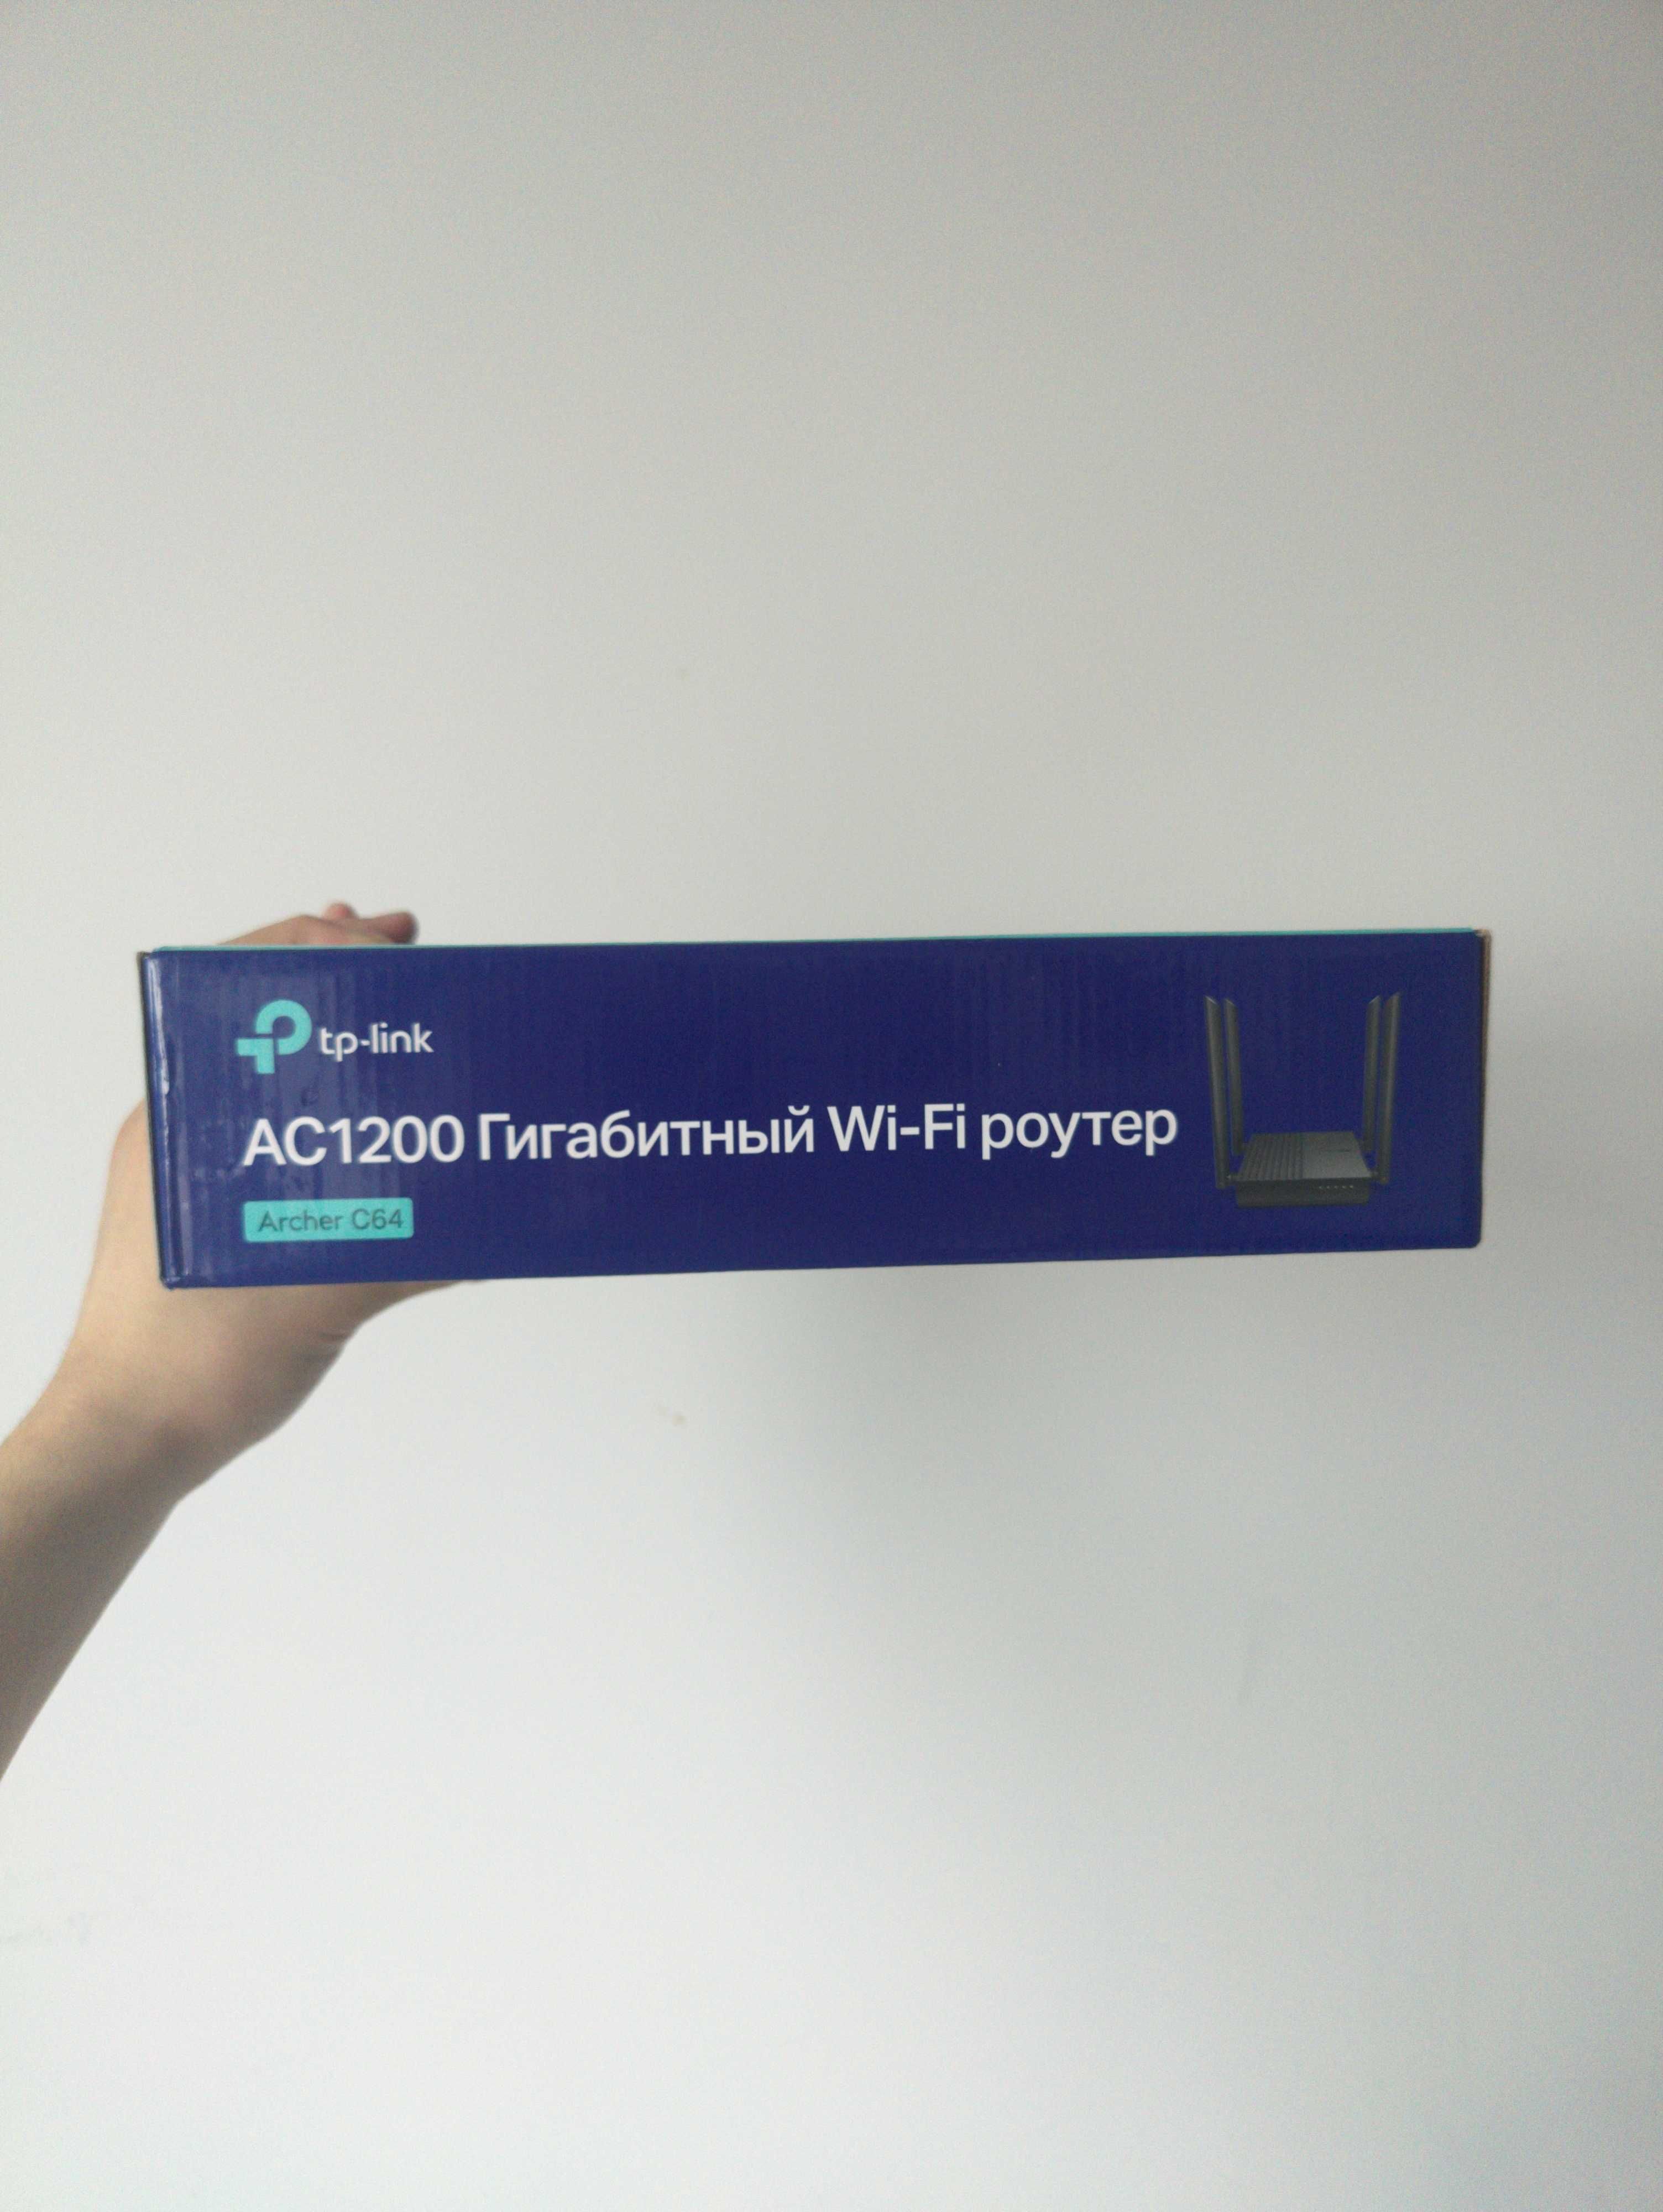 tp-link
AC1200 Гигабитный Wi-Fi роутер
Archer C64